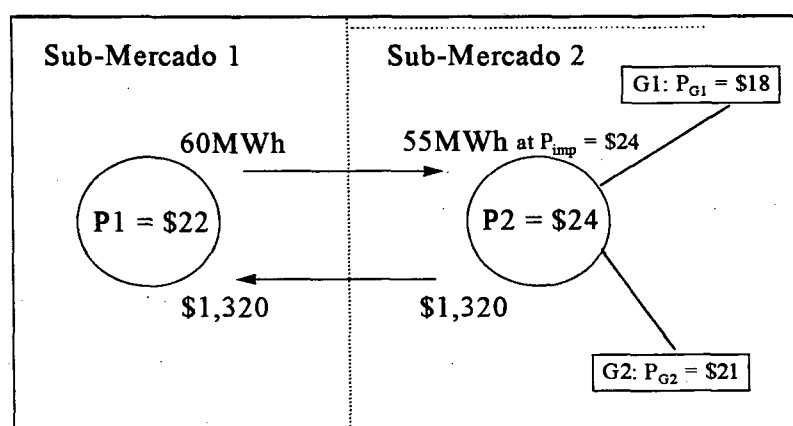 Sub-Mercado 1
Sub-Mercado 2
G1: P_G1 = $18
60MWh
55MWh at P_imp = $24
P1 = $22
P2 = $24
$1,320
$1,320
G2: P_G2 = $21